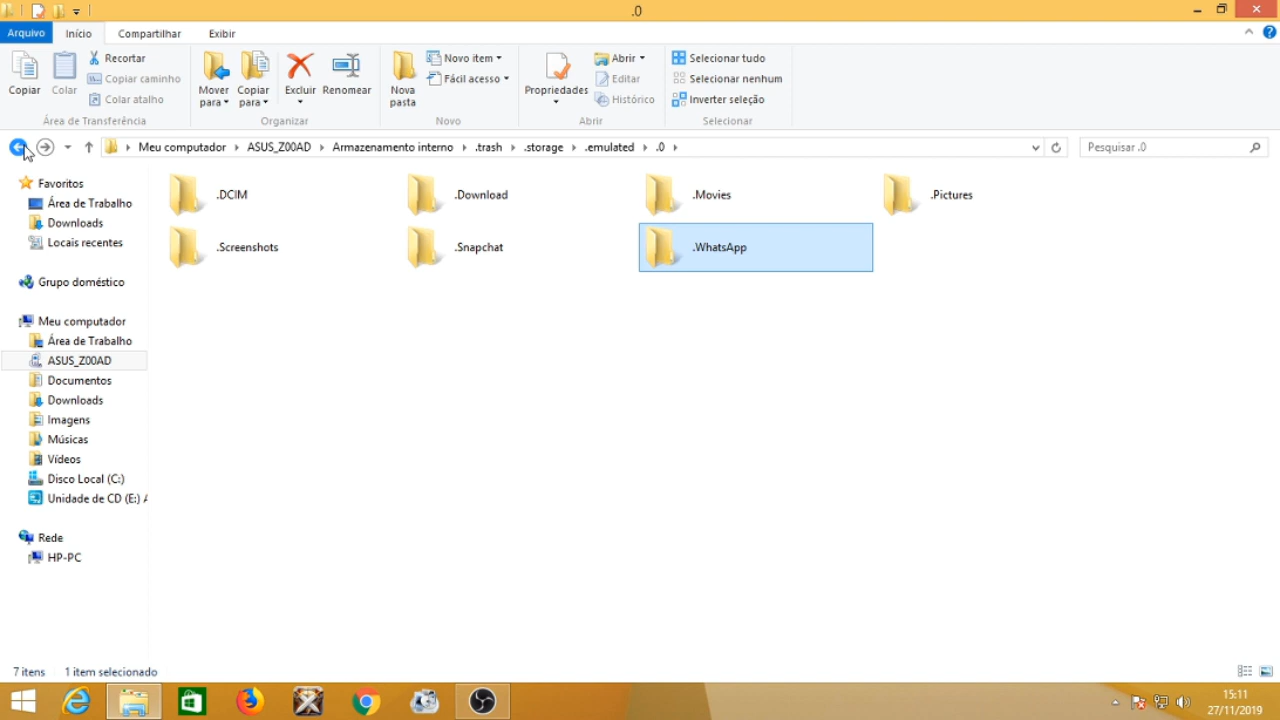 .0
Arquivo Início Compartilhar Exibir
Copiar
Colar
Recortar
Copiar caminho
Colar atalho
Área de Transferência
Mover para
Copiar para
Excluir
Renomear
Organizar
Nova pasta
Novo item
Fácil acesso
Novo
Propriedades
Abrir
Editar
Histórico
Abrir
Selecionar tudo
Selecionar nenhum
Inverter seleção
Selecionar
Meu computador ASUS_Z00AD Armazenamento interno .trash .storage .emulated .0
Pesquisar .0
Favoritos
Área de Trabalho
Downloads
Locais recentes
Grupo doméstico
Meu computador
Área de Trabalho
ASUS_Z00AD
Documentos
Downloads
Imagens
Músicas
Vídeos
Disco Local (C:)
Unidade de CD (E:) A
Rede
HP-PC
.DCIM .Download .Movies .Pictures
.Screenshots .Snapchat .WhatsApp
7 itens 1 item selecionado
15:11
27/11/2019